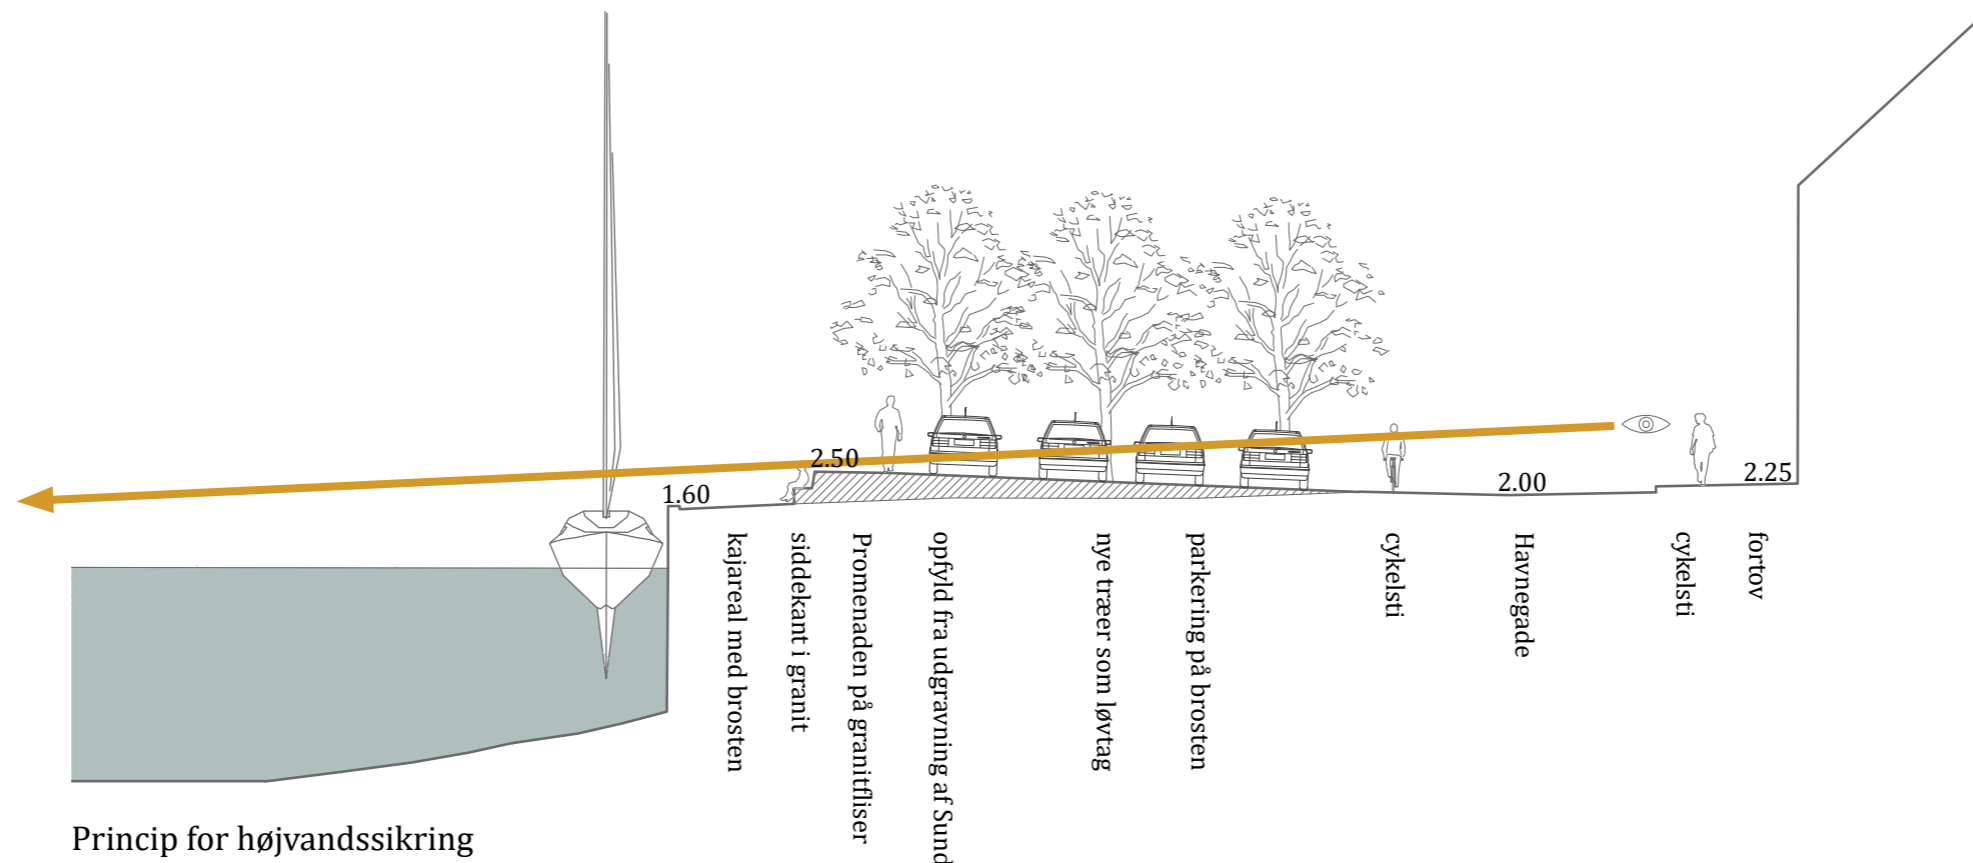 2.50
1.60
2.00
2.25
kajareal med brosten
siddekant i granit
Promenaden på granitfliser
opfyld fra udgravning af Sund
nye træer som løvtag
parkering på brosten
cykelsti
Havnegade
cykelsti
fortov
Princip for højvandssikring